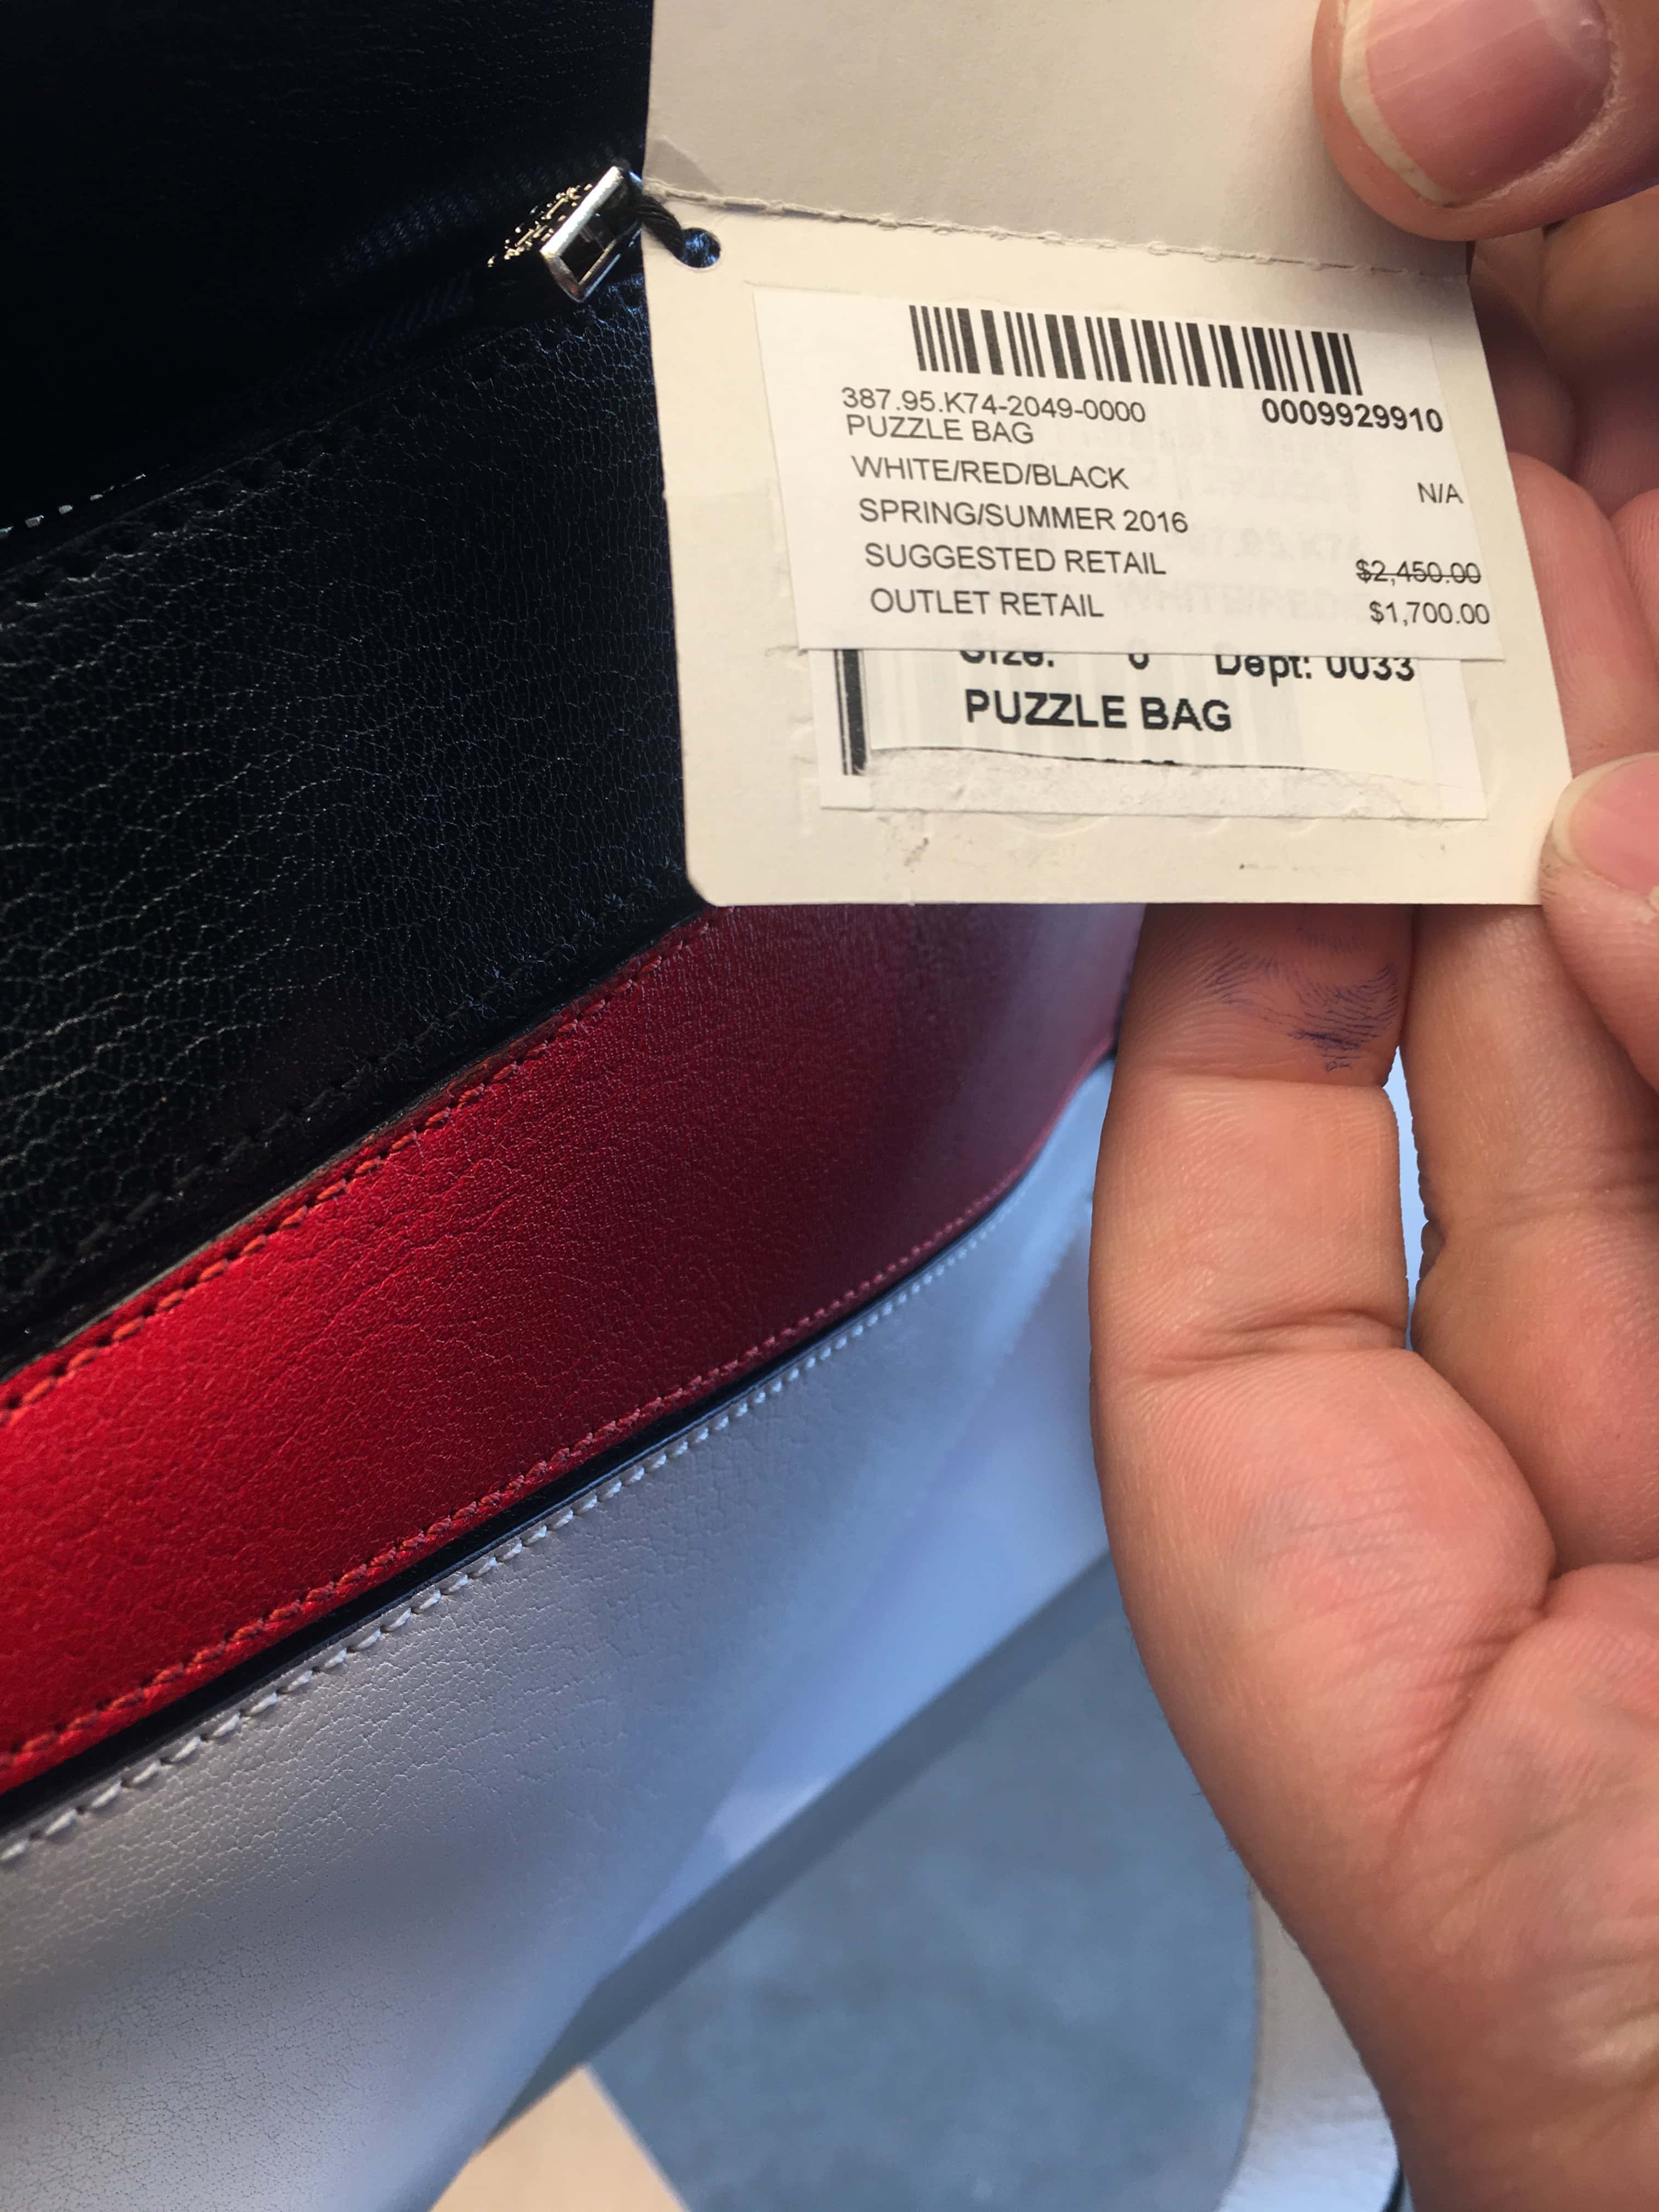 387.95.K74-2049-0000 0009929910
PUZZLE BAG
WHITE/RED/BLACK N/A
SPRING/SUMMER 2016
SUGGESTED RETAIL $2,450.00
OUTLET RETAIL $1,700.00
Size: Dept: 0033
PUZZLE BAG